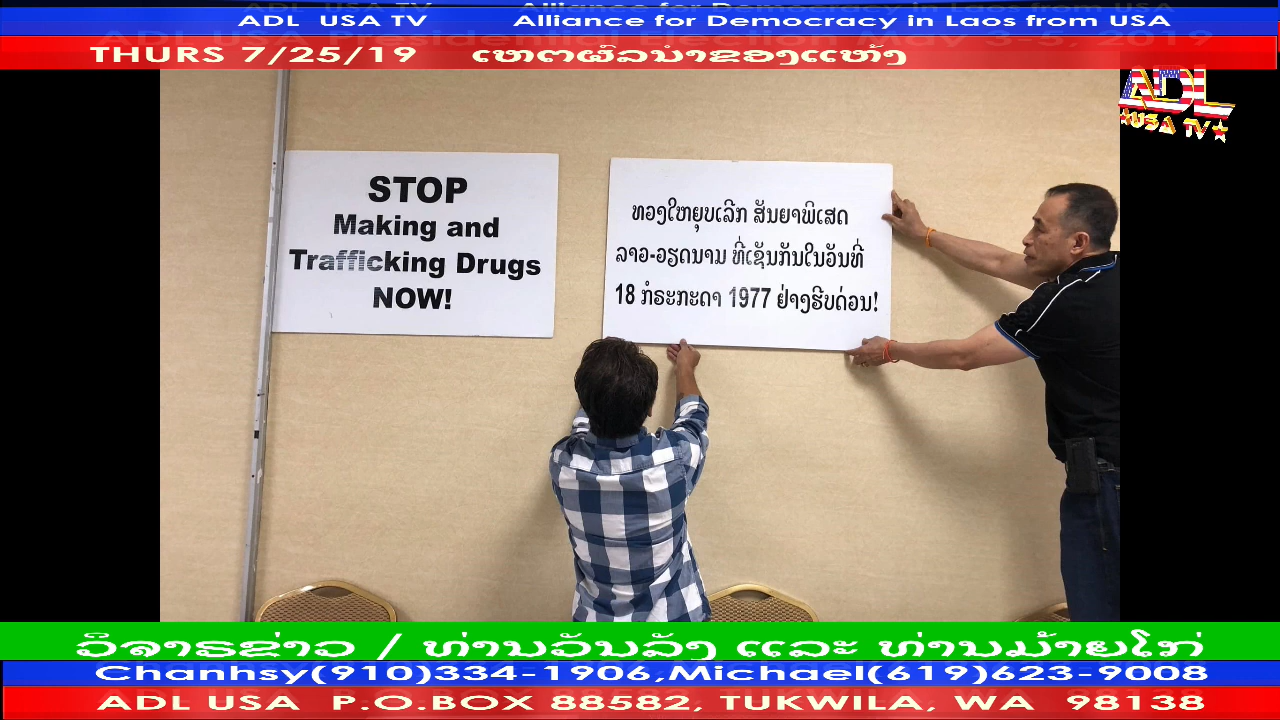 ADL USA TV Alliance for Democracy in Laos from USA
THURS 7/25/19 ເຫດຜົລນຳຂອງແຫ້ງ
ADL
USA TV
STOP
Making and
Trafficking Drugs
NOW!
ທອງໃຫຍຸບເລີກ ສັນຍາພິເສດ
ລາວ-ວຽດນານ ທີ່ເຊັນກັນໃນວັນທີ່
18 ກໍຣະກະດາ 1977 ຢ່າງຮີບດ່ອນ!
ວິຈາຣຂ່າວ / ທ່ານວັນລັງ ແລະ ທ່ານມ້າຍໂກ່
Chanhsy(910)334-1906,Michael(619)623-9008
ADL USA P.O.BOX 88582, TUKWILA, WA 98138